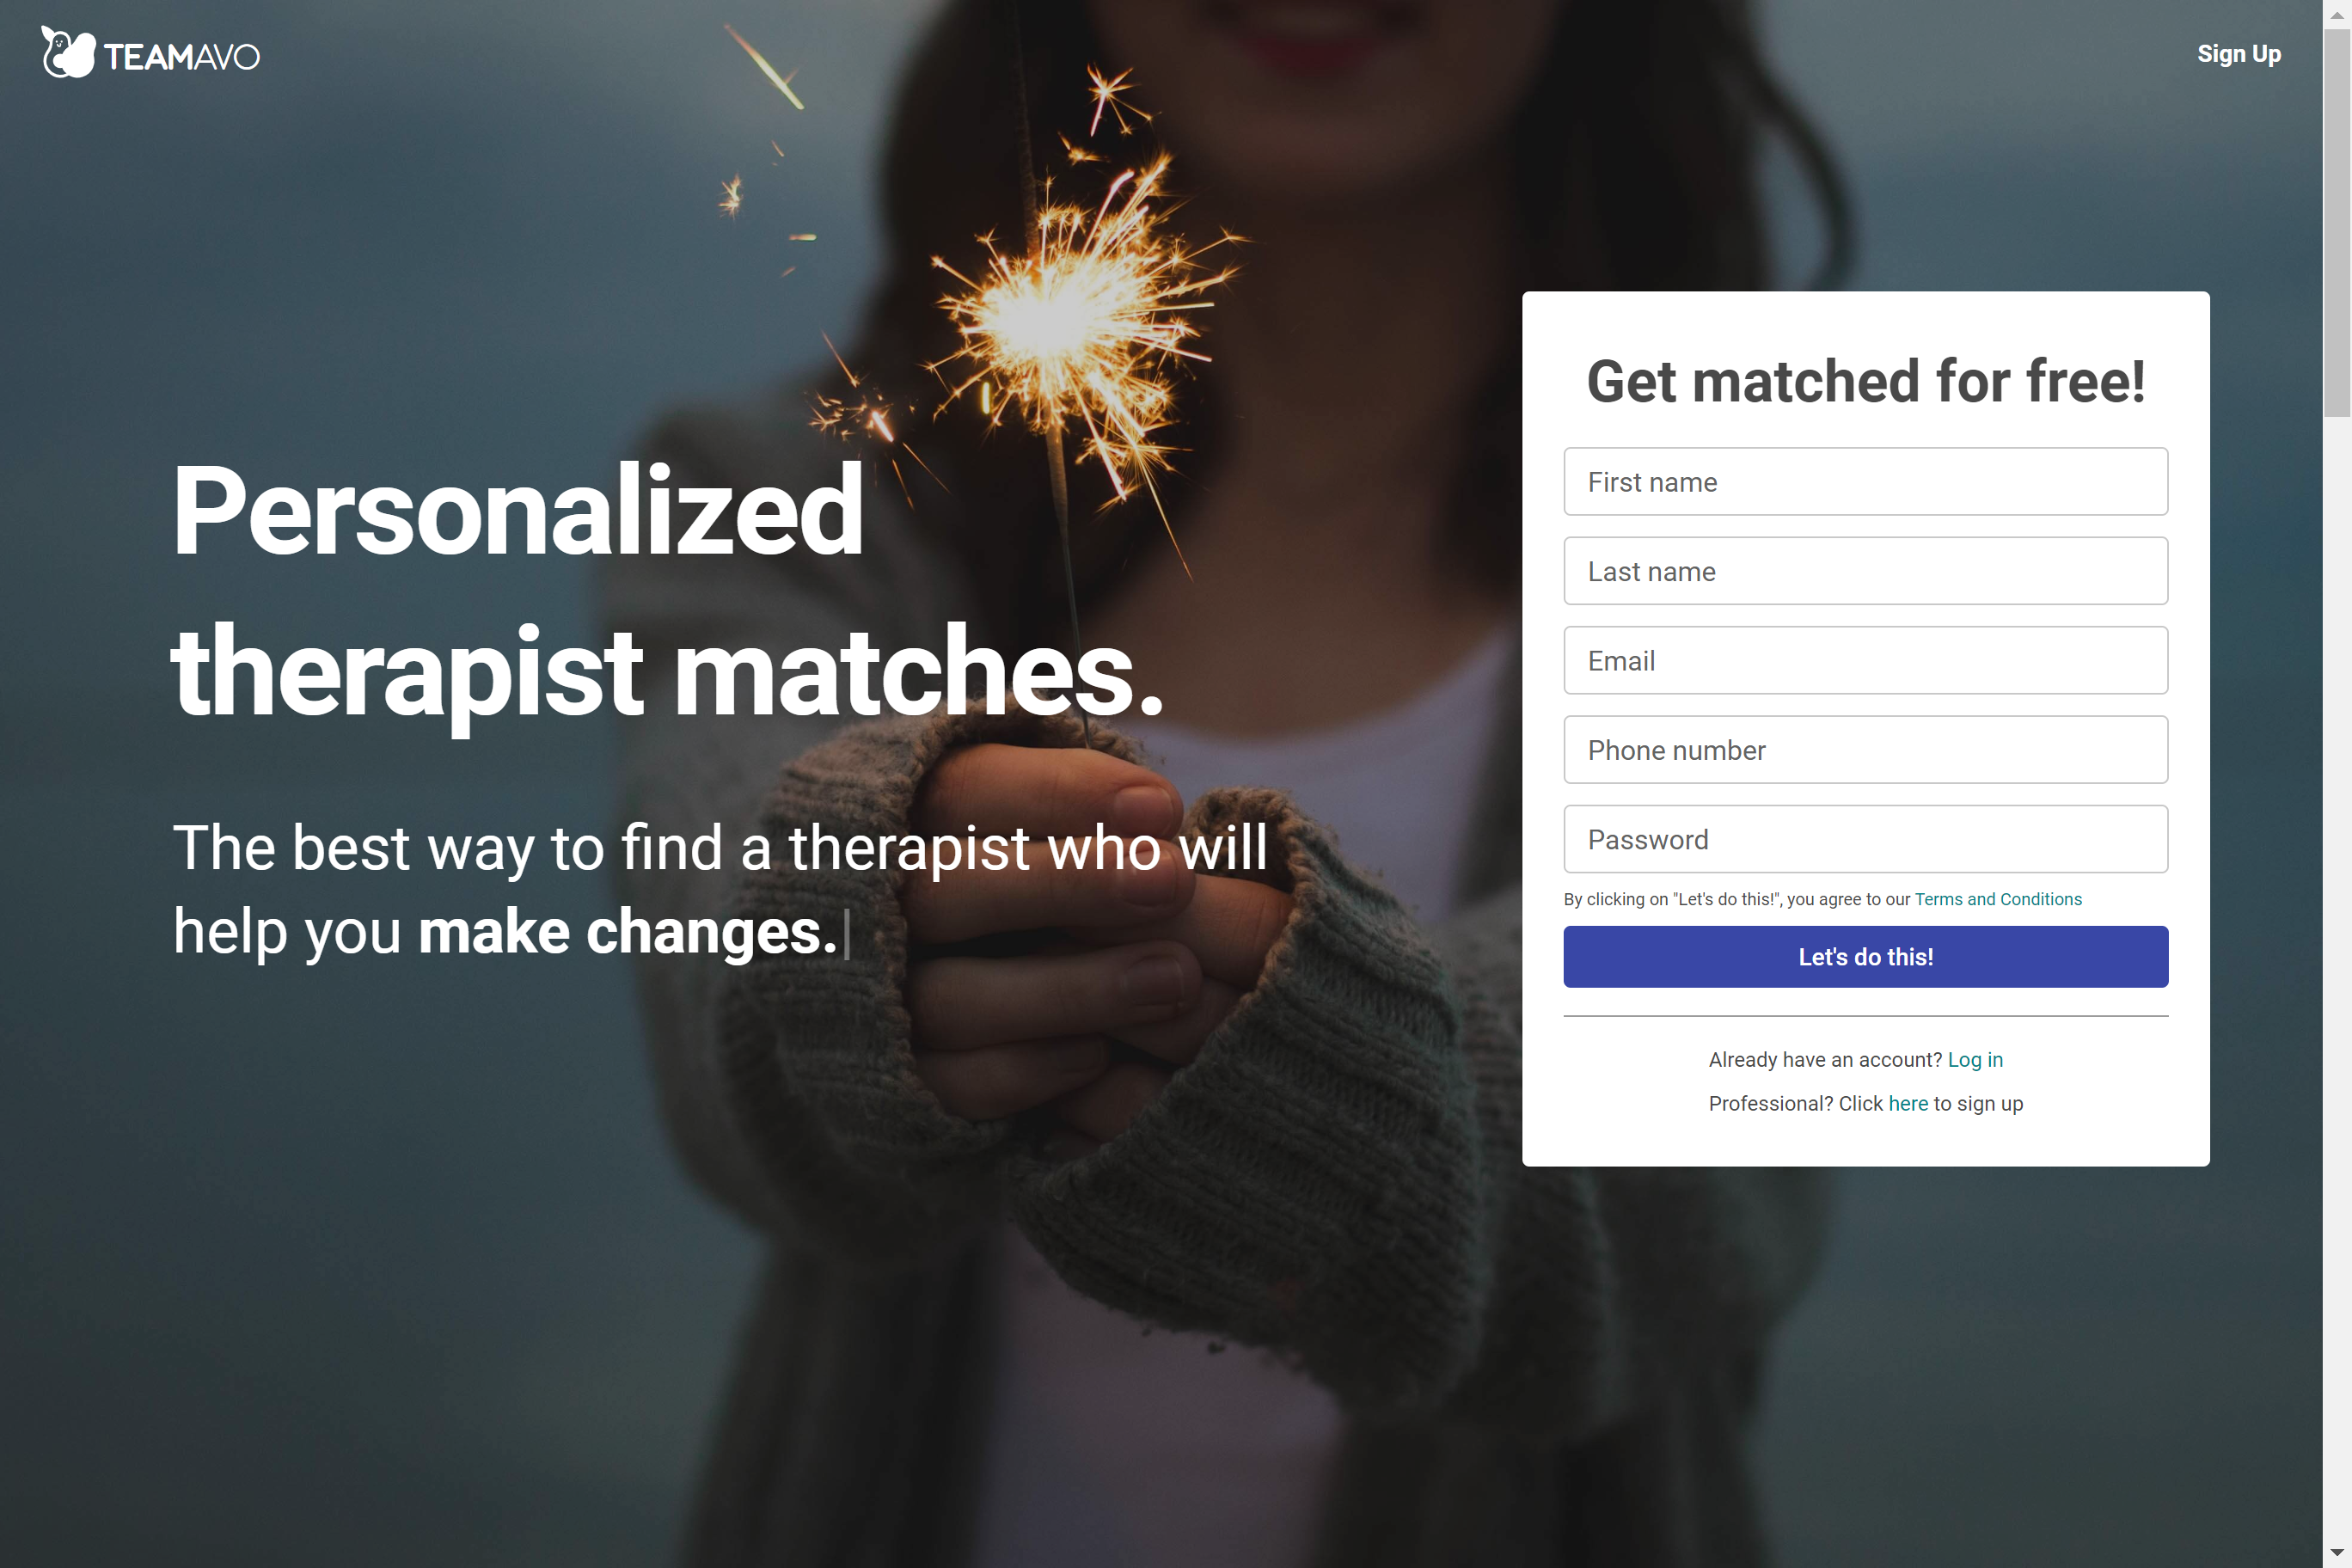 TEAMAVO
Sign Up
Personalized
therapist matches.
The best way to find a therapist who will
help you make changes.
Get matched for free!
First name
Last name
Email
Phone number
Password
By clicking on "Let's do this!", you agree to our Terms and Conditions
Let's do this!
Already have an account? Log in
Professional? Click here to sign up